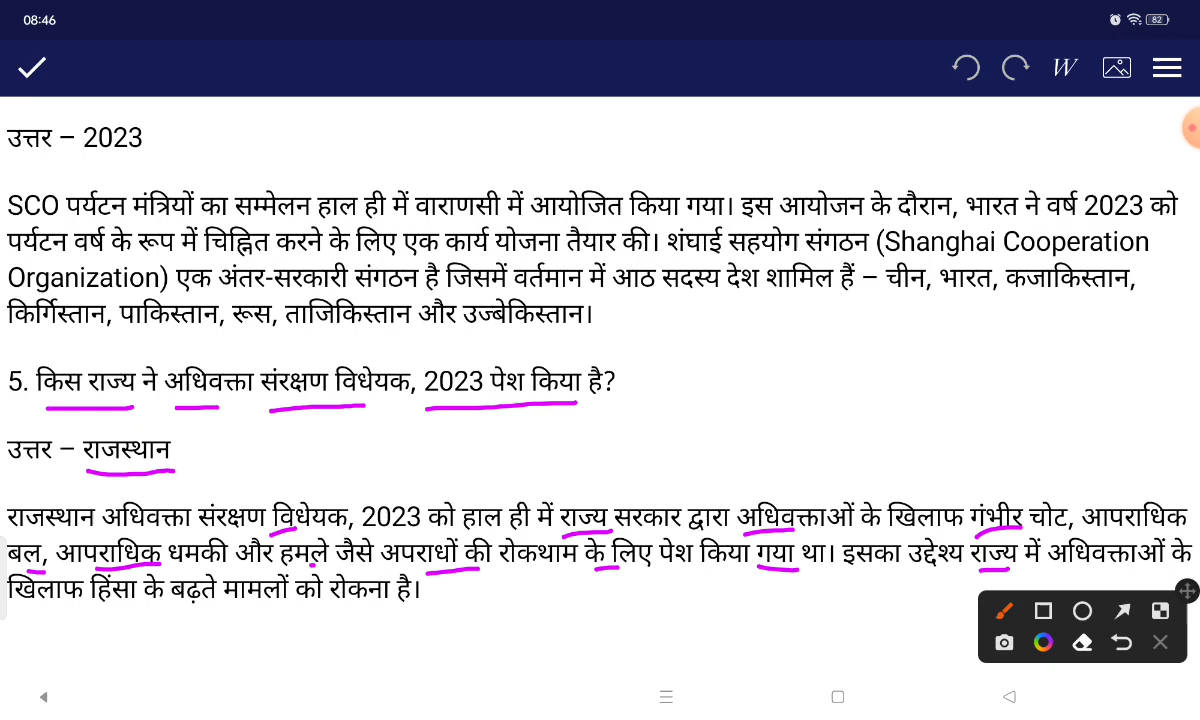 08:46
82
W
उत्तर – 2023
SCO पर्यटन मंत्रियों का सम्मेलन हाल ही में वाराणसी में आयोजित किया गया। इस आयोजन के दौरान, भारत ने वर्ष 2023 को
पर्यटन वर्ष के रूप में चिह्नित करने के लिए एक कार्य योजना तैयार की। शंघाई सहयोग संगठन (Shanghai Cooperation
Organization) एक अंतर-सरकारी संगठन है जिसमें वर्तमान में आठ सदस्य देश शामिल हैं – चीन, भारत, कजाकिस्तान,
किर्गिस्तान, पाकिस्तान, रूस, ताजिकिस्तान और उज्बेकिस्तान।
5. किस राज्य ने अधिवक्ता संरक्षण विधेयक, 2023 पेश किया है?
उत्तर – राजस्थान
राजस्थान अधिवक्ता संरक्षण विधेयक, 2023 को हाल ही में राज्य सरकार द्वारा अधिवक्ताओं के खिलाफ गंभीर चोट, आपराधिक
बल, आपराधिक धमकी और हमले जैसे अपराधों की रोकथाम के लिए पेश किया गया था। इसका उद्देश्य राज्य में अधिवक्ताओं के
खिलाफ हिंसा के बढ़ते मामलों को रोकना है।